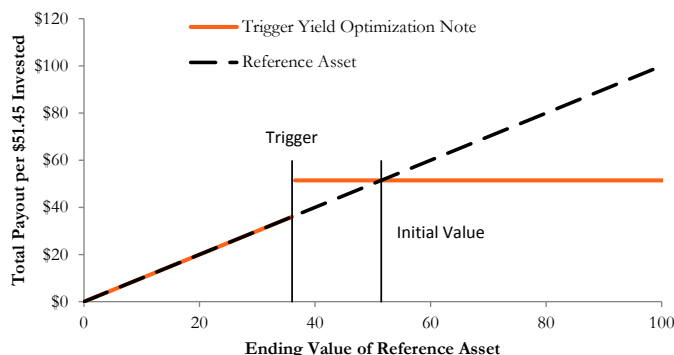 $120
$100
$80
$60
$40
$20
$0
Total Payout per $51.45 Invested
Trigger Yield Optimization Note
Reference Asset
Trigger
Initial Value
0
20
40
60
80
100
Ending Value of Reference Asset